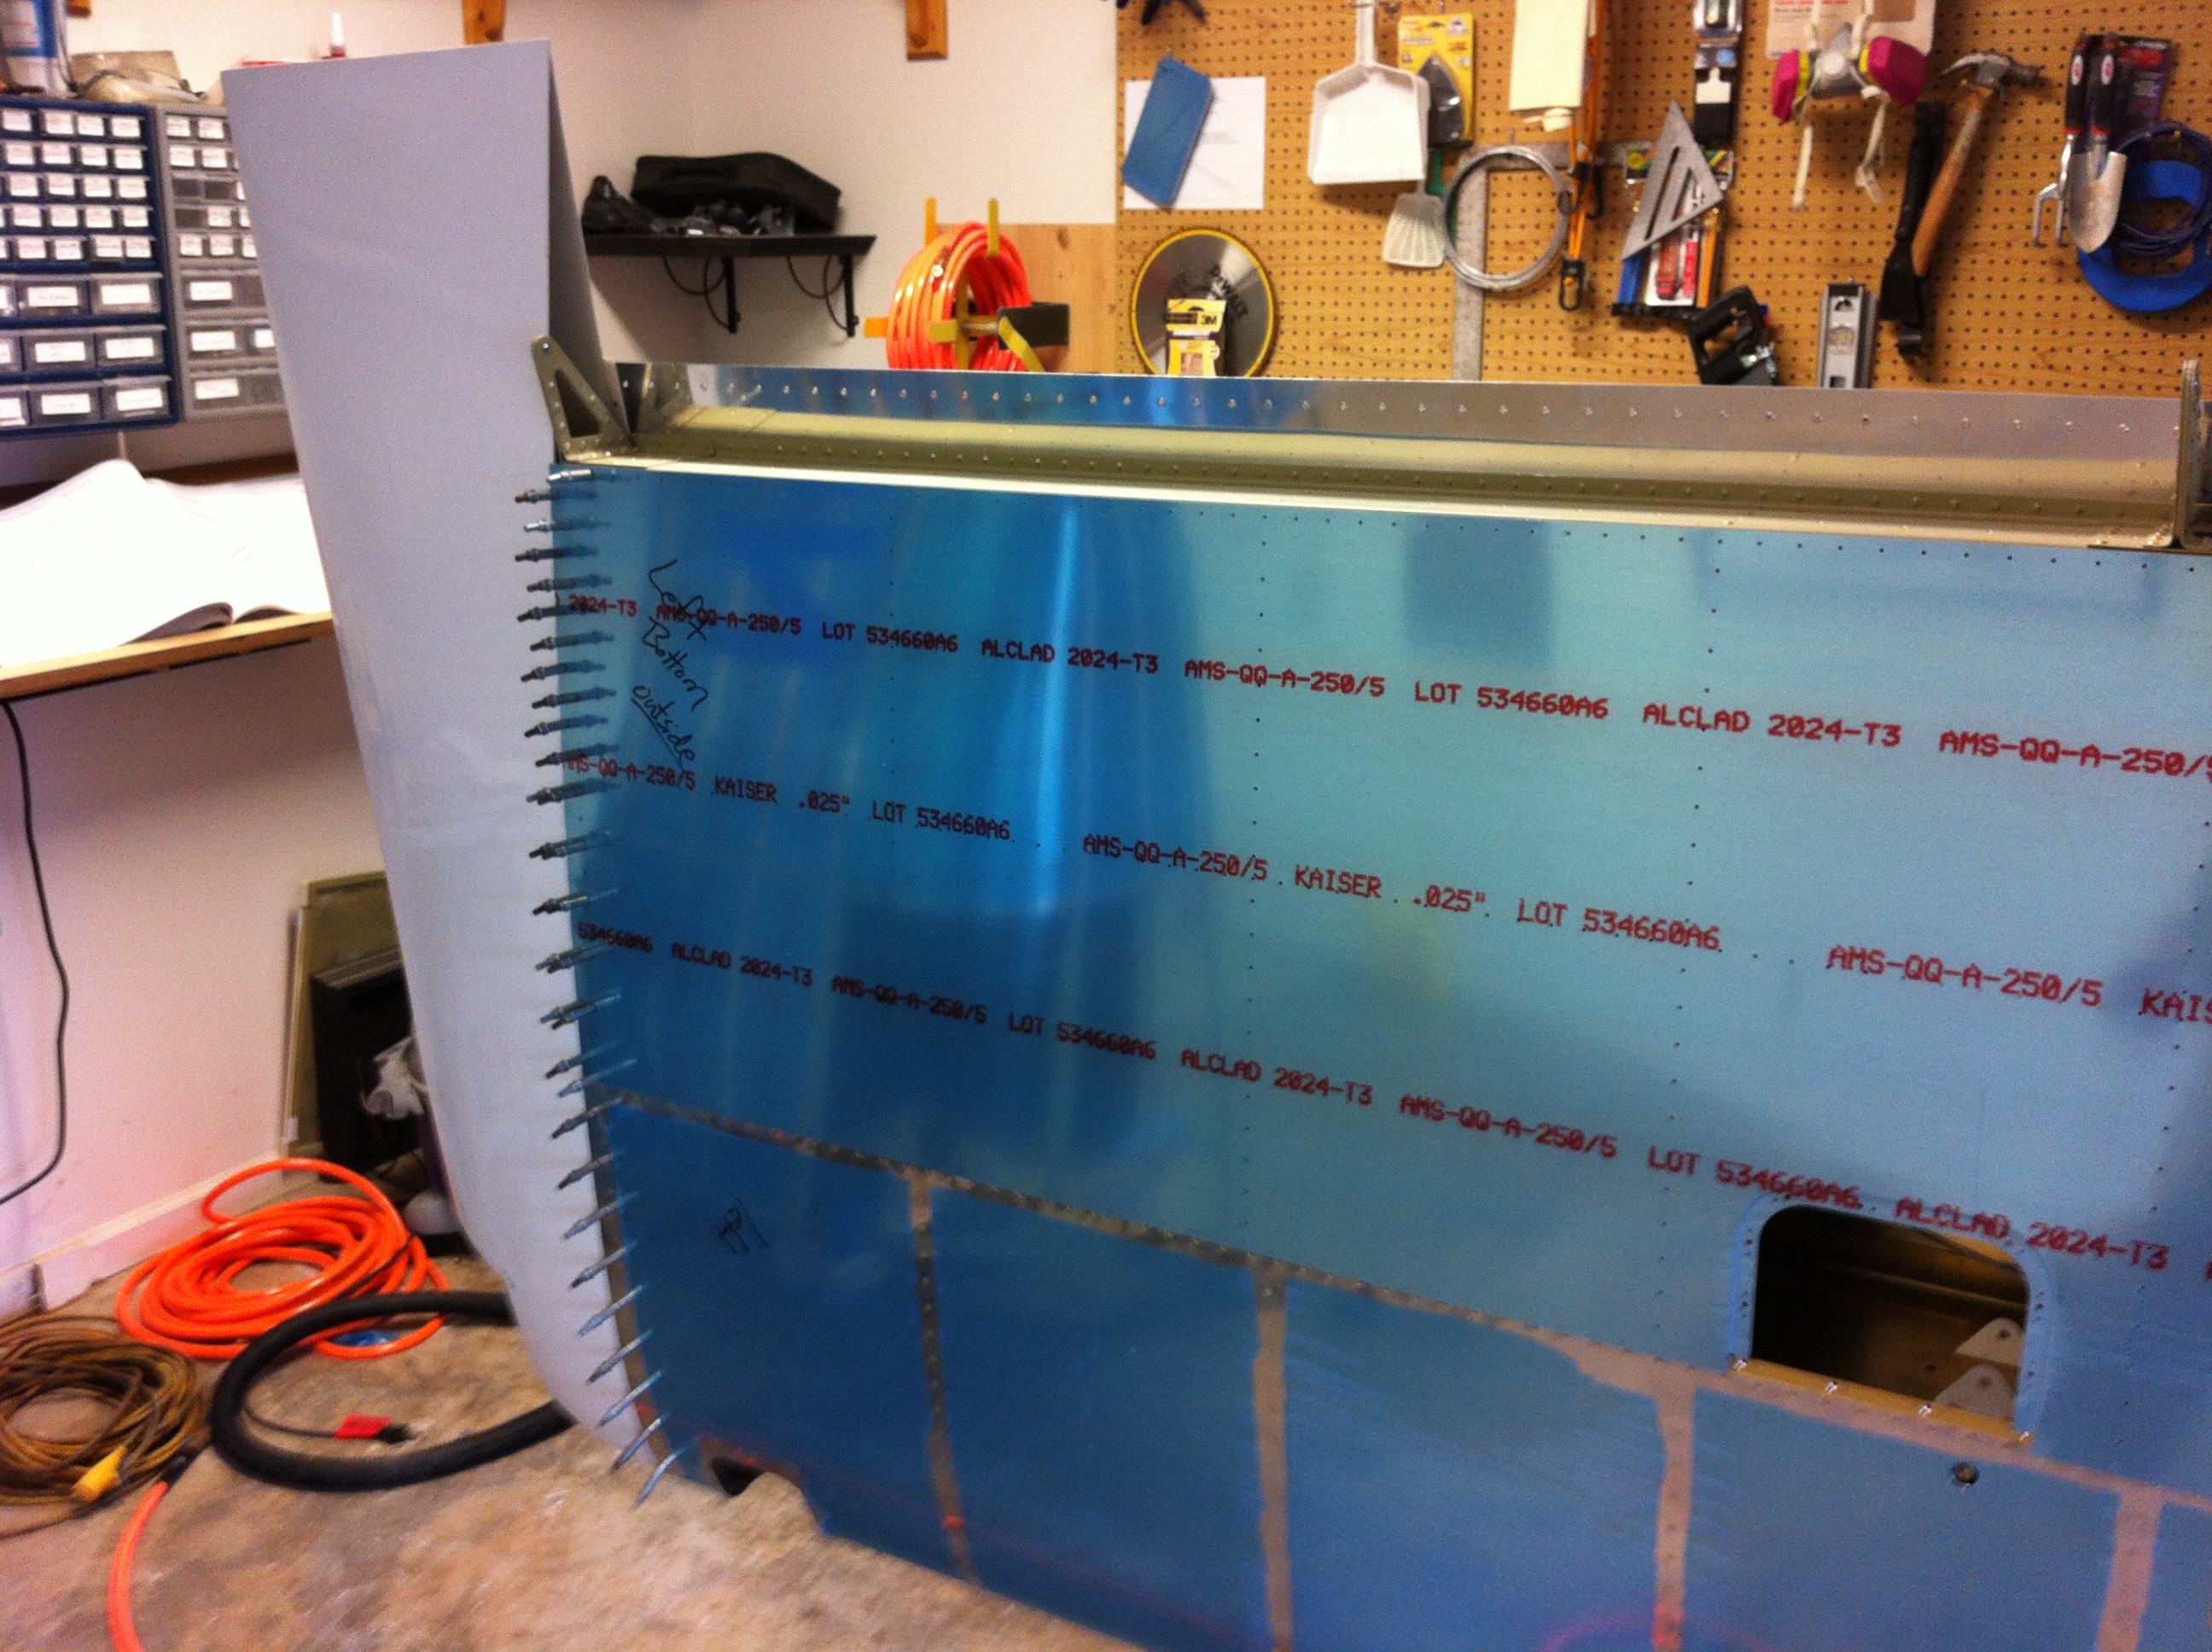 DEWALT
3M
Left
2024-T3 AMS-QQ-A-250/5 LOT 534660A6 ALCLAD 2024-T3 AMS-QQ-A-250/5 LOT 534660A6 ALCLAD 2024-T3 AMS-QQ-A-250/5
Bottom
outside
AMS-QQ-A-250/5 KAISER .025" LOT 534660A6 AMS-QQ-A-250/5 KAISER .025" LOT 534660A6 AMS-QQ-A-250/5 KAIS
534660A6 ALCLAD 2024-T3 AMS-QQ-A-250/5 LOT 534660A6 ALCLAD 2024-T3 AMS-QQ-A-250/5 LOT 534660A6 ALCLAD 2024-T3